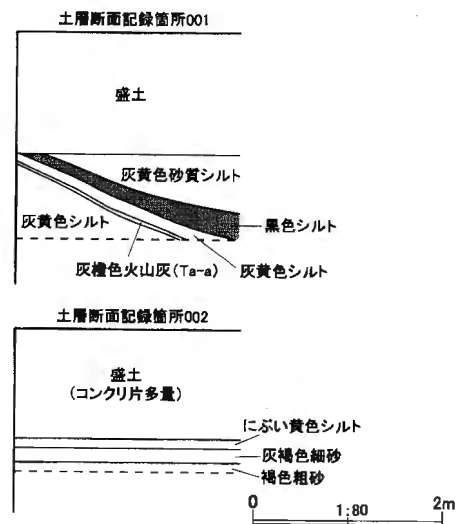 土層断面記録箇所001
盛土
灰黄色砂質シルト
灰黄色シルト
黒色シルト
灰橙色火山灰(Ta-a)
灰黄色シルト
土層断面記録箇所002
盛土
(コンクリ片多量)
にぶい黄色シルト
灰褐色細砂
褐色粗砂
0
1:80
2m